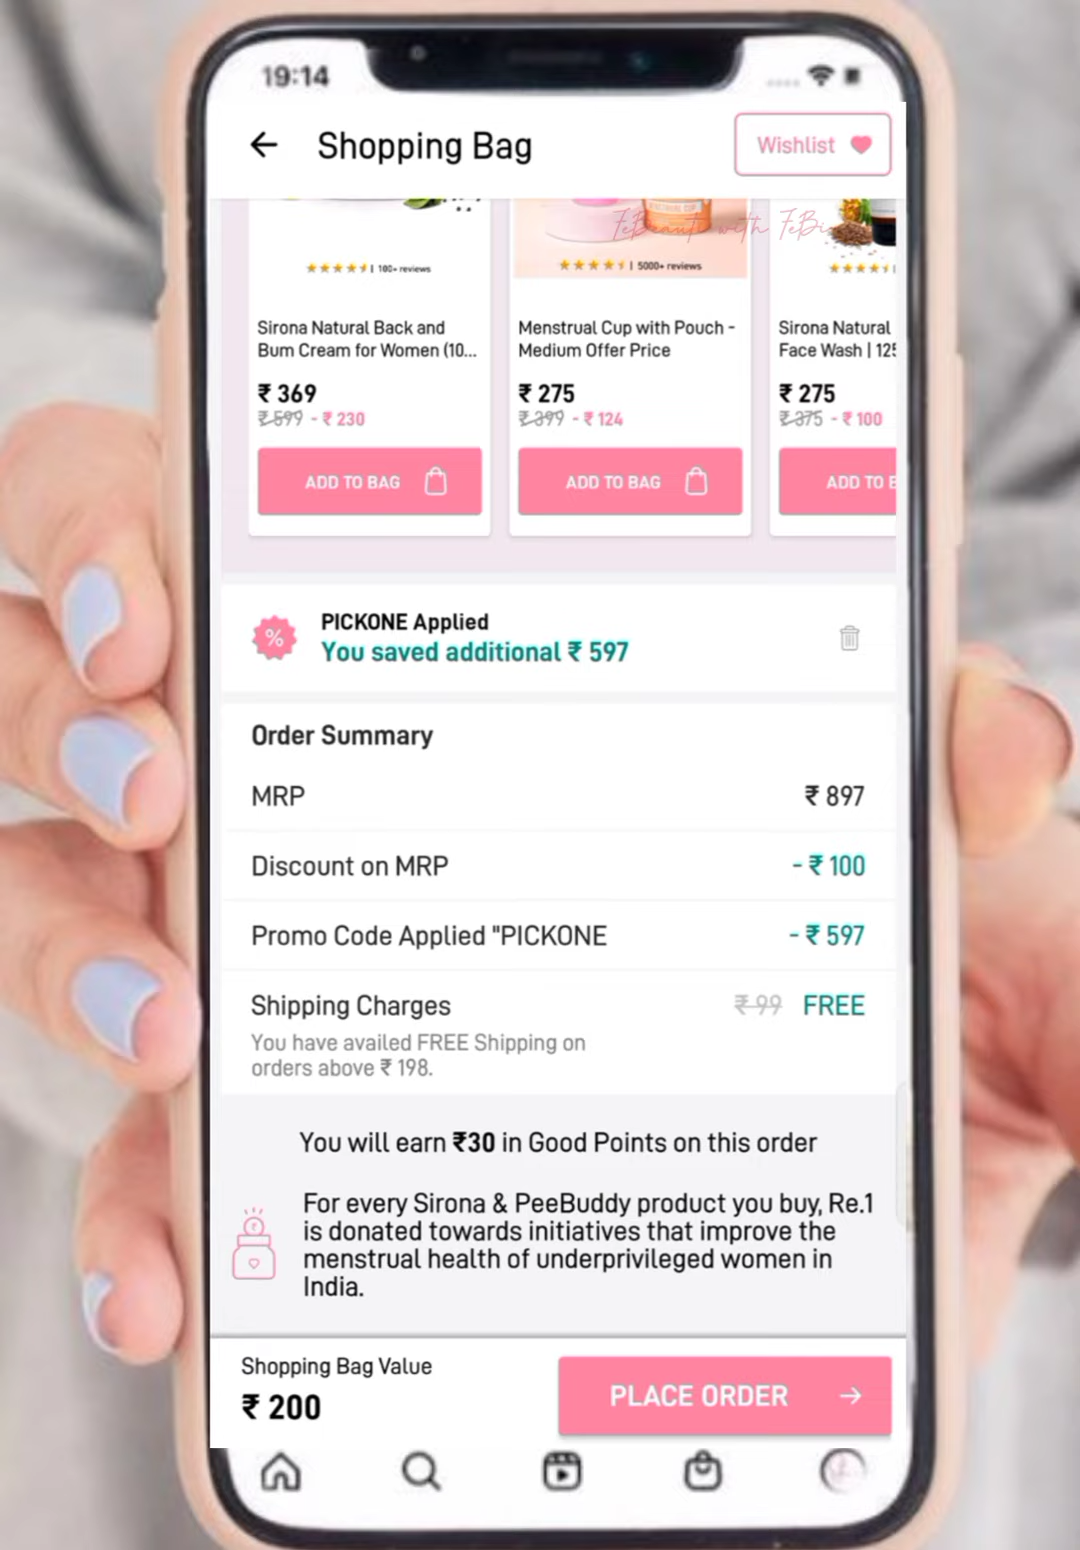 19:14
Shopping Bag
Wishlist
FeBeauty with FeBi
MENSTRUAL CUP
100+ reviews
5000+ reviews
Sirona Natural Back and
Bum Cream for Women (10...
₹ 369
₹ 599 - ₹ 230
ADD TO BAG
Menstrual Cup with Pouch -
Medium Offer Price
₹ 275
₹ 399 - ₹ 124
ADD TO BAG
Sirona Natural
Face Wash | 125
₹ 275
₹ 375 - ₹ 100
ADD TO B
%
PICKONE Applied
You saved additional ₹ 597
Order Summary
MRP ₹ 897
Discount on MRP - ₹ 100
Promo Code Applied "PICKONE - ₹ 597
Shipping Charges ₹ 99 FREE
You have availed FREE Shipping on
orders above ₹ 198.
You will earn ₹30 in Good Points on this order
For every Sirona & PeeBuddy product you buy, Re.1
is donated towards initiatives that improve the
menstrual health of underprivileged women in
India.
Shopping Bag Value
₹ 200
PLACE ORDER